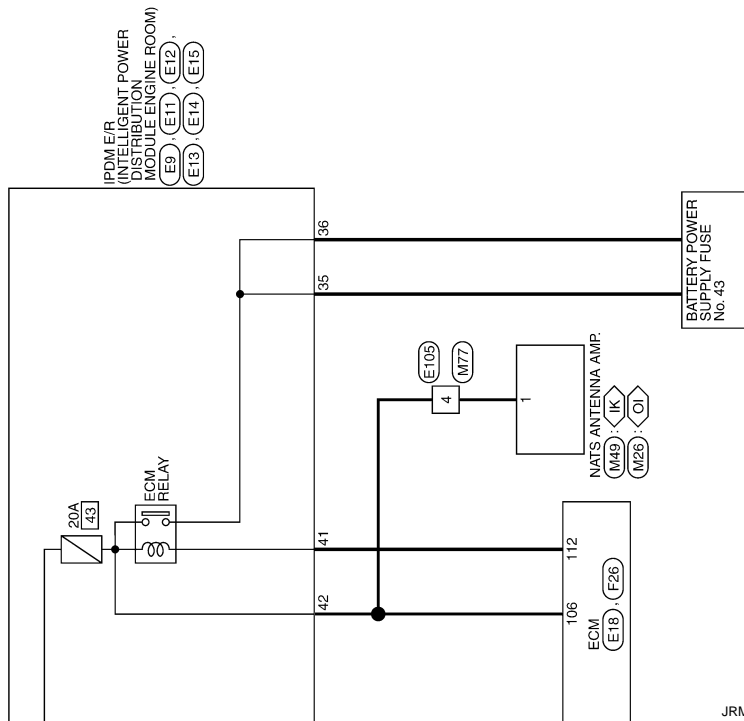 IPDM E/R
(INTELLIGENT POWER
DISTRIBUTION
MODULE ENGINE ROOM)
E9 , E11 , E12 ,
E13 , E14 , E15
36
35
BATTERY POWER
SUPPLY FUSE
No. 43
E105
M77
4
1
NATS ANTENNA AMP.
M49 : IK
M26 : OI
20A
43
ECM
RELAY
41
42
112
106
ECM
E18 , F26
JRM